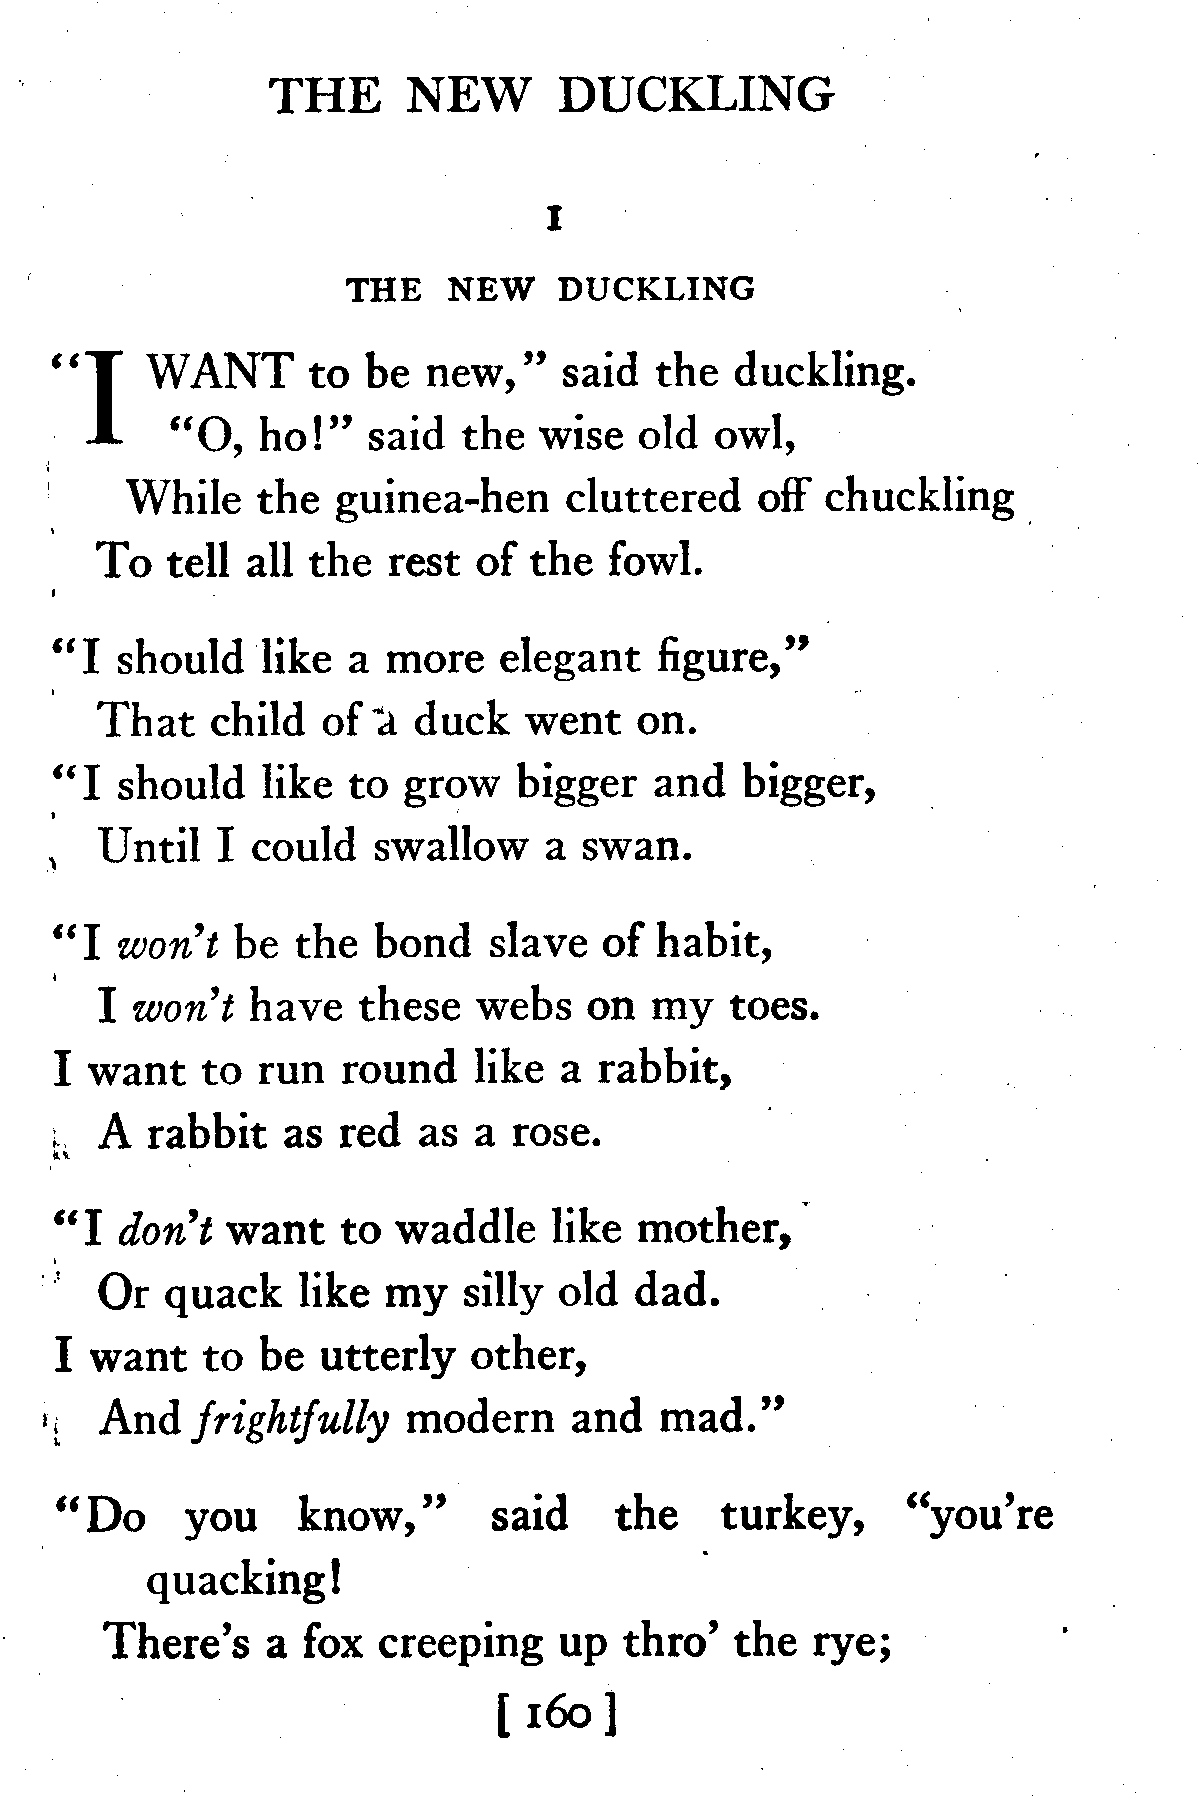 THE NEW DUCKLING
I
THE NEW DUCKLING
“I WANT to be new,” said the duckling.
“O, ho!” said the wise old owl,
While the guinea-hen cluttered off chuckling
To tell all the rest of the fowl.
“I should like a more elegant figure,”
That child of a duck went on.
“I should like to grow bigger and bigger,
Until I could swallow a swan.
“I won’t be the bond slave of habit,
I won’t have these webs on my toes.
I want to run round like a rabbit,
A rabbit as red as a rose.
“I don’t want to waddle like mother,
Or quack like my silly old dad.
I want to be utterly other,
And frightfully modern and mad.”
“Do you know,” said the turkey, “you’re
quacking!
There’s a fox creeping up thro’ the rye;
[ 160 ]